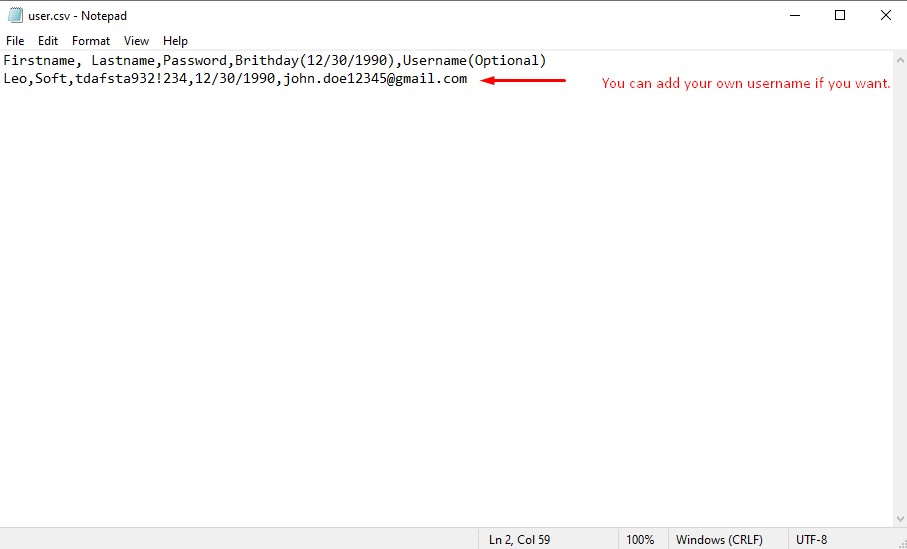 user.csv - Notepad
File Edit Format View Help
Firstname, Lastname,Password,Brithday(12/30/1990),Username(Optional)
Leo,Soft,tdafsta932!234,12/30/1990,john.doe12345@gmail.com
You can add your own username if you want.
Ln 2, Col 59 100% Windows (CRLF) UTF-8